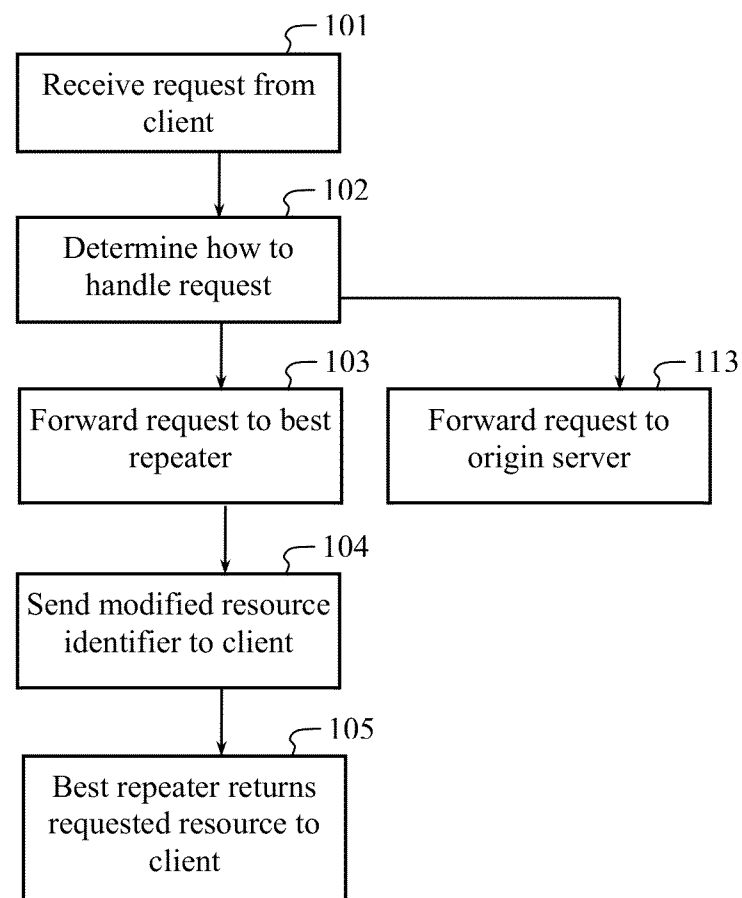 101
Receive request from
client
102
Determine how to
handle request
103
Forward request to best
repeater
113
Forward request to
origin server
104
Send modified resource
identifier to client
105
Best repeater returns
requested resource to
client